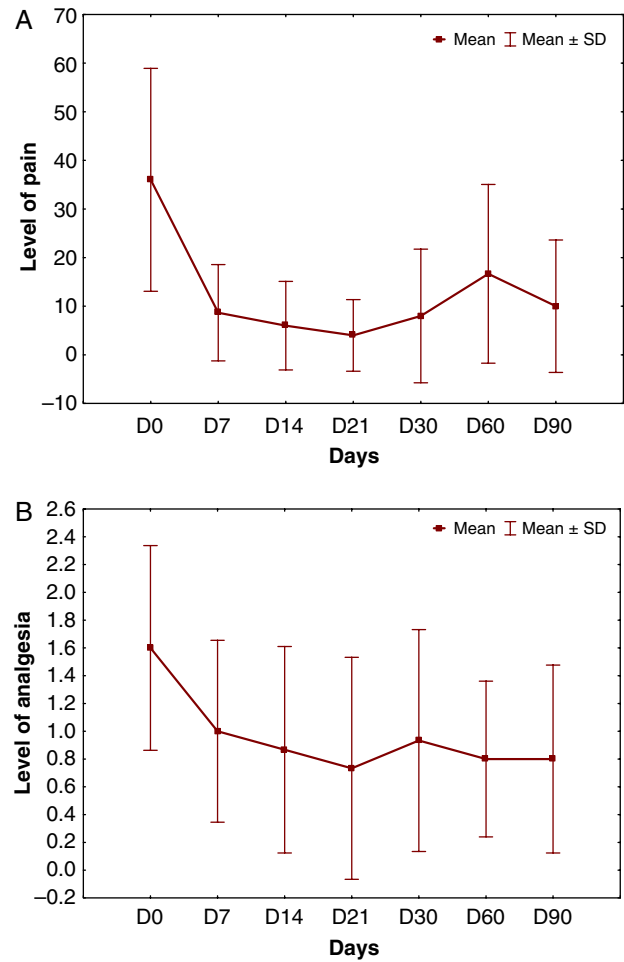 A
70
60
50
40
30
20
10
0
–10
Level of pain
Mean Mean ± SD
D0 D7 D14 D21 D30 D60 D90
Days
B
2.6
2.4
2.2
2.0
1.8
1.6
1.4
1.2
1.0
0.8
0.6
0.4
0.2
0.0
–0.2
Level of analgesia
Mean Mean ± SD
D0 D7 D14 D21 D30 D60 D90
Days